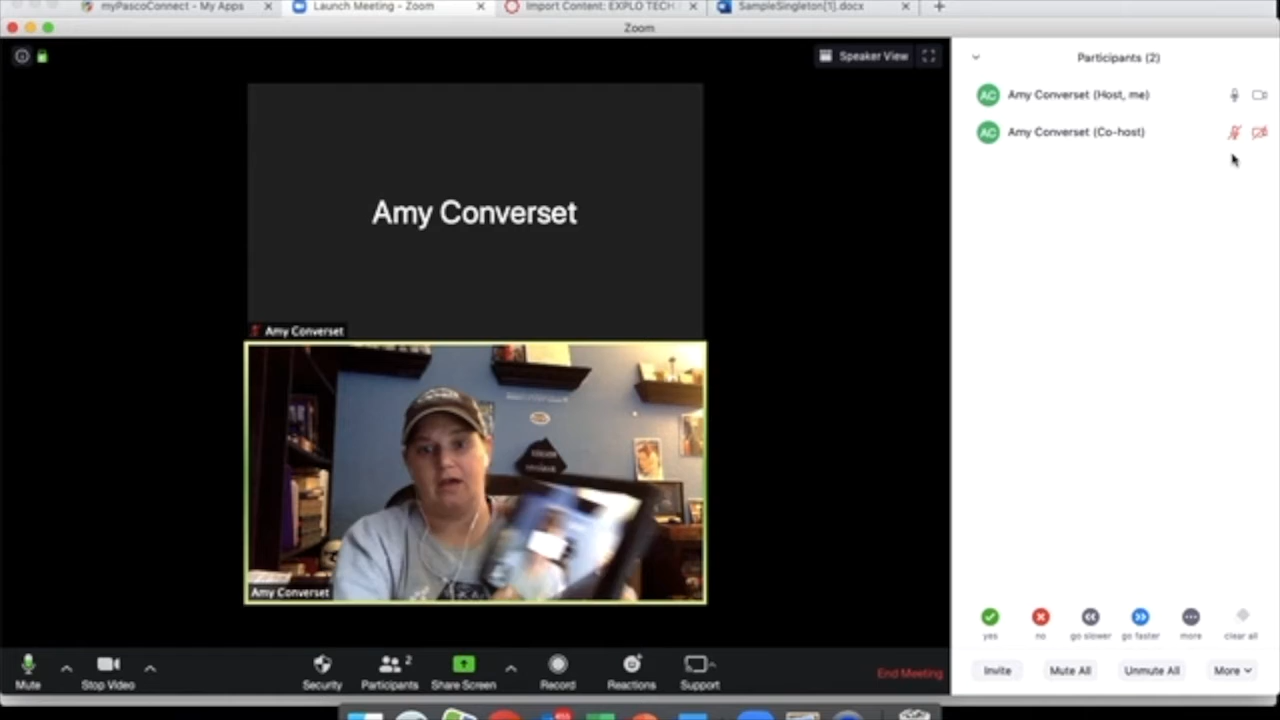 myPascoConnect - My Apps
Launch Meeting - Zoom
Import Content: EXPLO TECH
SampleSingleton[1].docx
Zoom
Speaker View
Participants (2)
AC Amy Converset (Host, me)
AC Amy Converset (Co-host)
Amy Converset
Amy Converset
Amy Converset
yes
no
go slower
go faster
more
clear all
Mute
Stop Video
Security
Participants 2
Share Screen
Record
Reactions
Support
End Meeting
Invite
Mute All
Unmute All
More